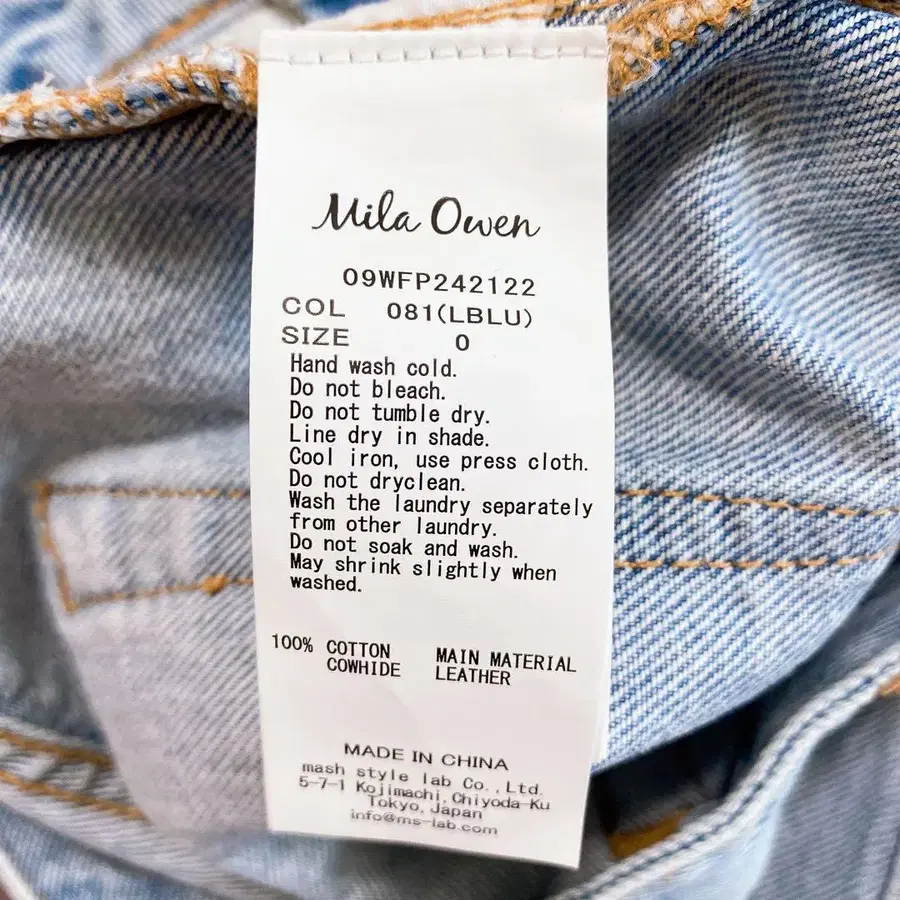 Mila Owen
09WFP242122
COL 081(LBLU)
SIZE 0
Hand wash cold.
Do not bleach.
Do not tumble dry.
Line dry in shade.
Cool iron, use press cloth.
Do not dryclean.
Wash the laundry separately
from other laundry.
Do not soak and wash.
May shrink slightly when
washed.
100% COTTON MAIN MATERIAL
COWHIDE LEATHER
MADE IN CHINA
mash style lab Co.,Ltd.
5-7-1 Kojimachi,Chiyoda-Ku
Tokyo,Japan
info@ms-lab.com